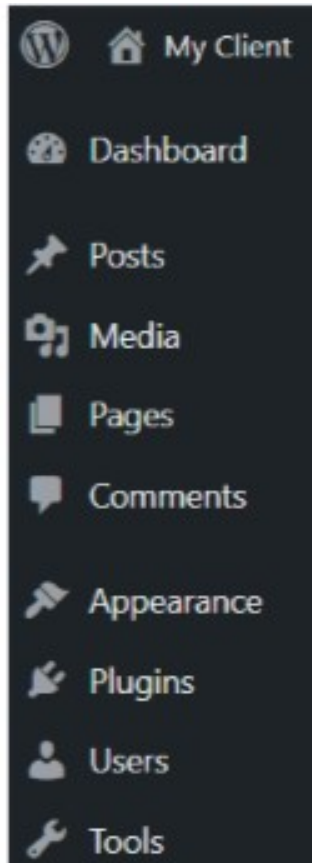 My Client
Dashboard
Posts
Media
Pages
Comments
Appearance
Plugins
Users
Tools